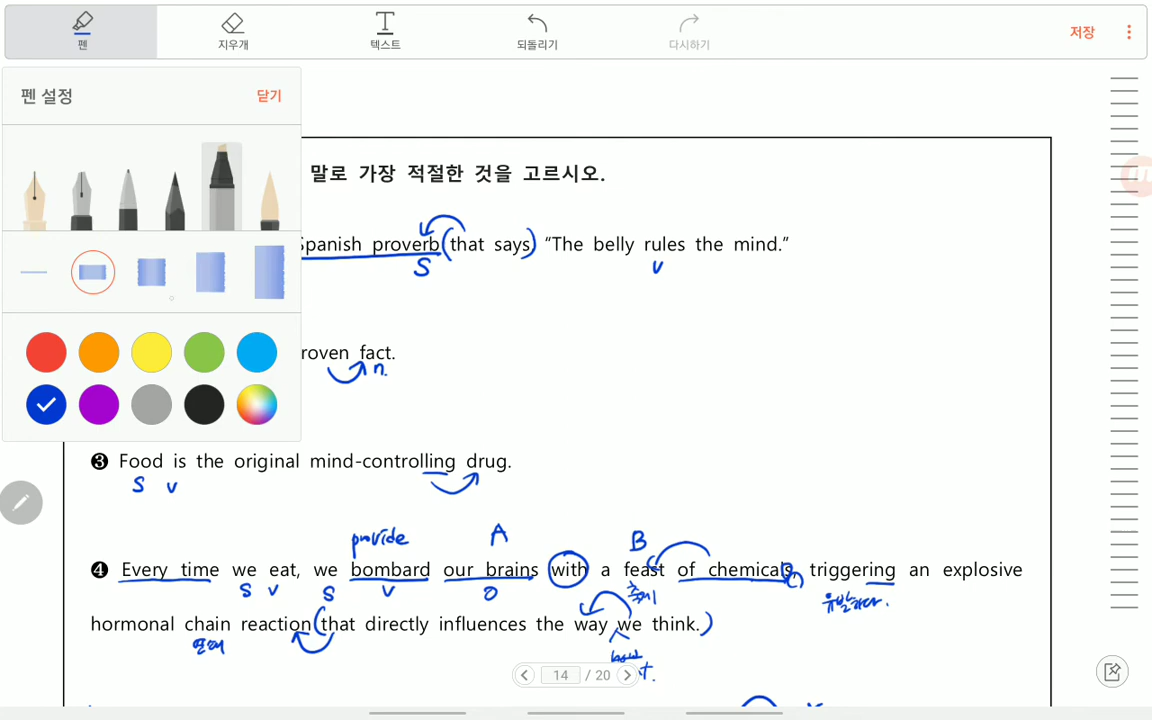 펜 지우개 텍스트 되돌리기 다시하기 저장
펜 설정 닫기
말로 가장 적절한 것을 고르시오.
Spanish proverb (that says) “The belly rules the mind.”
S v
roven fact.
n.
❸ Food is the original mind-controlling drug.
S v
provide A B
❹ Every time we eat, we bombard our brains with a feast of chemicals, triggering an explosive
S v S v O 축제 유발하다.
hormonal chain reaction (that directly influences the way we think.)
연쇄
how
14 / 20